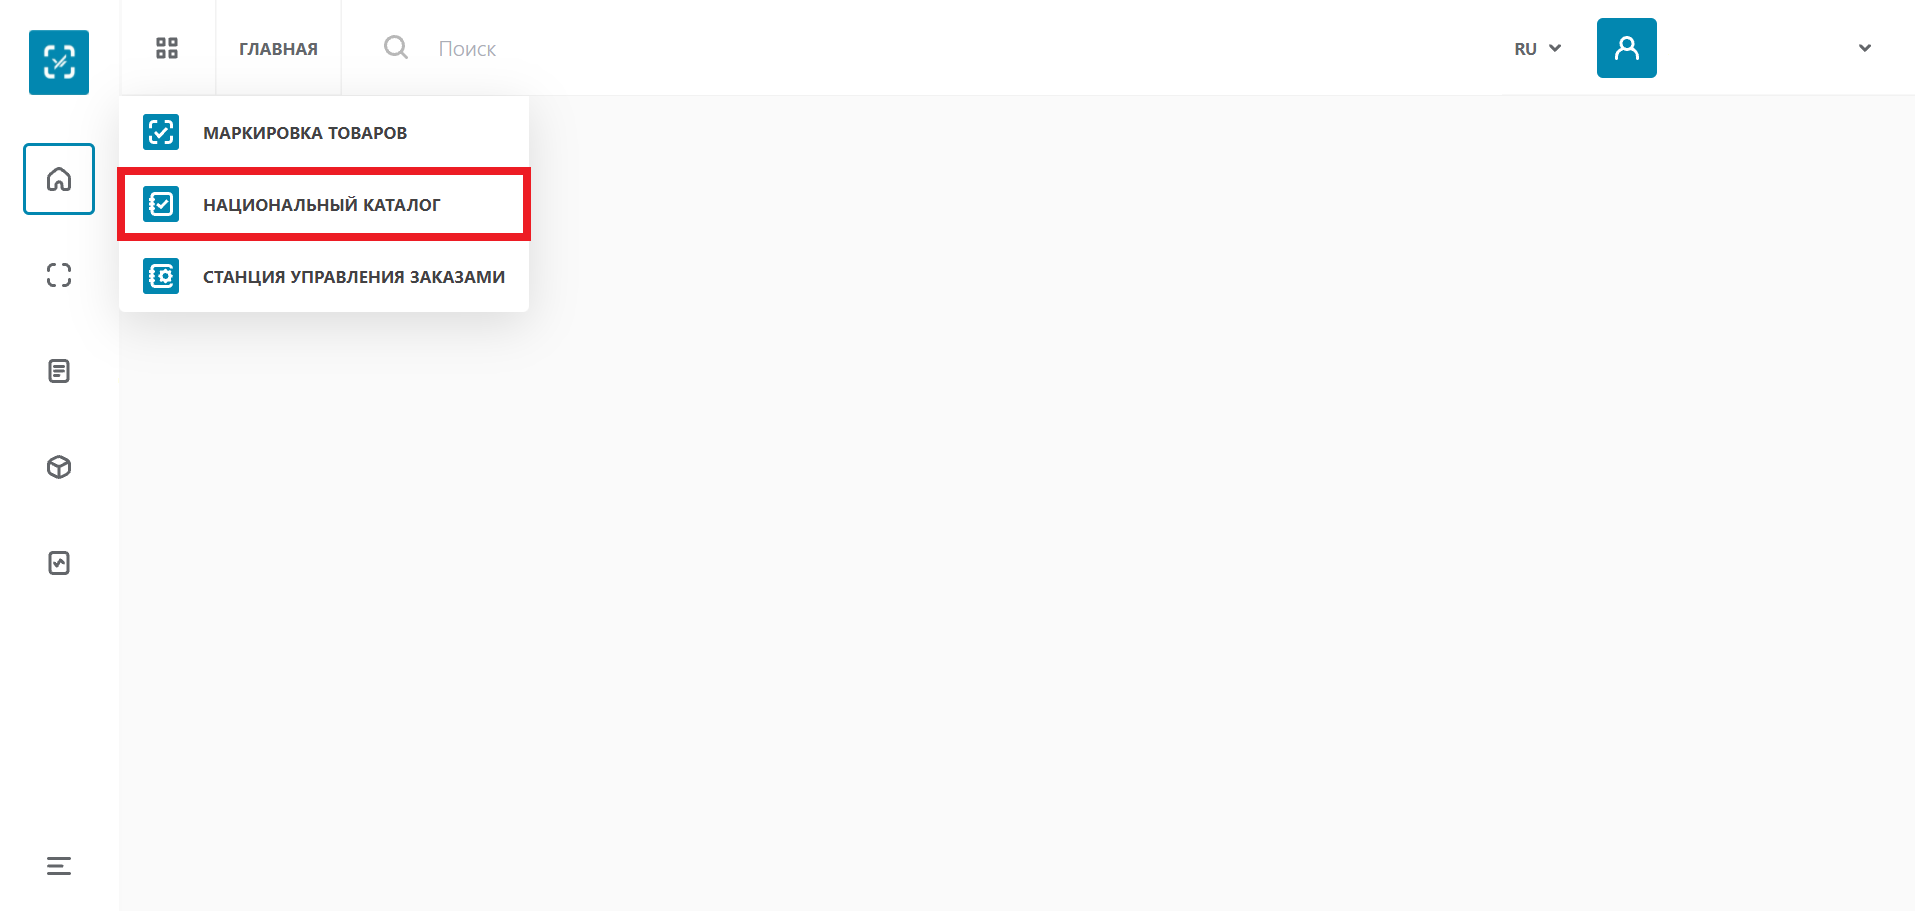 ГЛАВНАЯ
Поиск
RU
МАРКИРОВКА ТОВАРОВ
НАЦИОНАЛЬНЫЙ КАТАЛОГ
СТАНЦИЯ УПРАВЛЕНИЯ ЗАКАЗАМИ